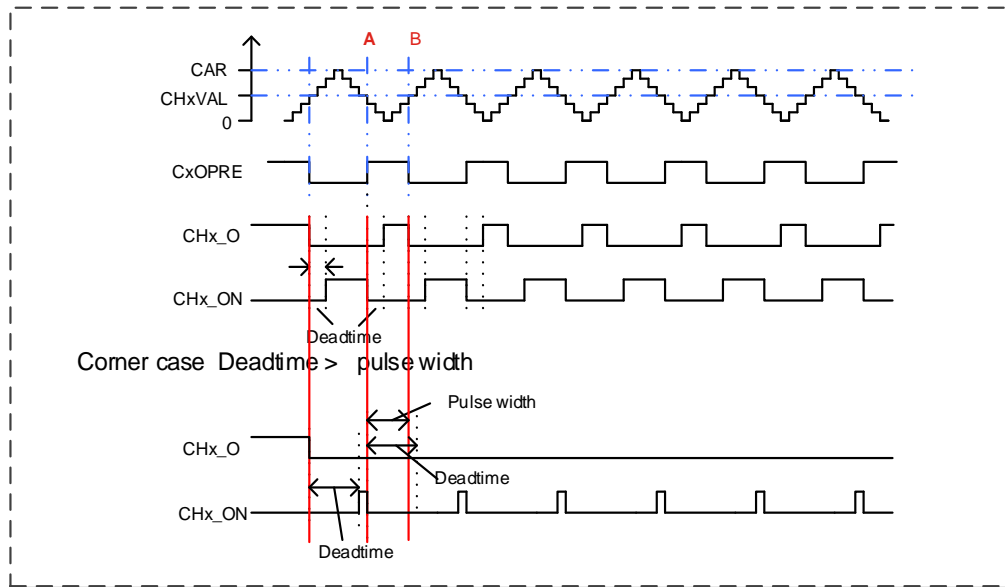 A B
CAR
CHxVAL
0
CxOPRE
CHx_O
CHx_ON
Deadtime
Corner case Deadtime > pulse width
Pulse width
CHx_O
Deadtime
CHx_ON
Deadtime